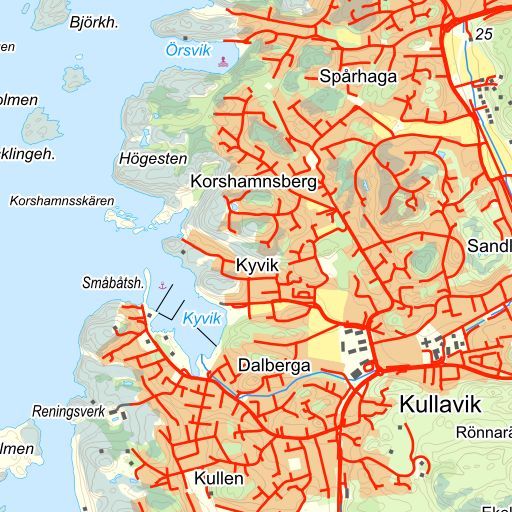 Björkh.
Örsvik
25
Spårhaga
olmen
klingeh.
Högesten
Korshamnsberg
Korshamnsskären
Sandl
Kyvik
Småbåtsh.
Kyvik
Dalberga
Kullavik
Reningsverk
Rönnarä
olmen
Kullen
Ekel